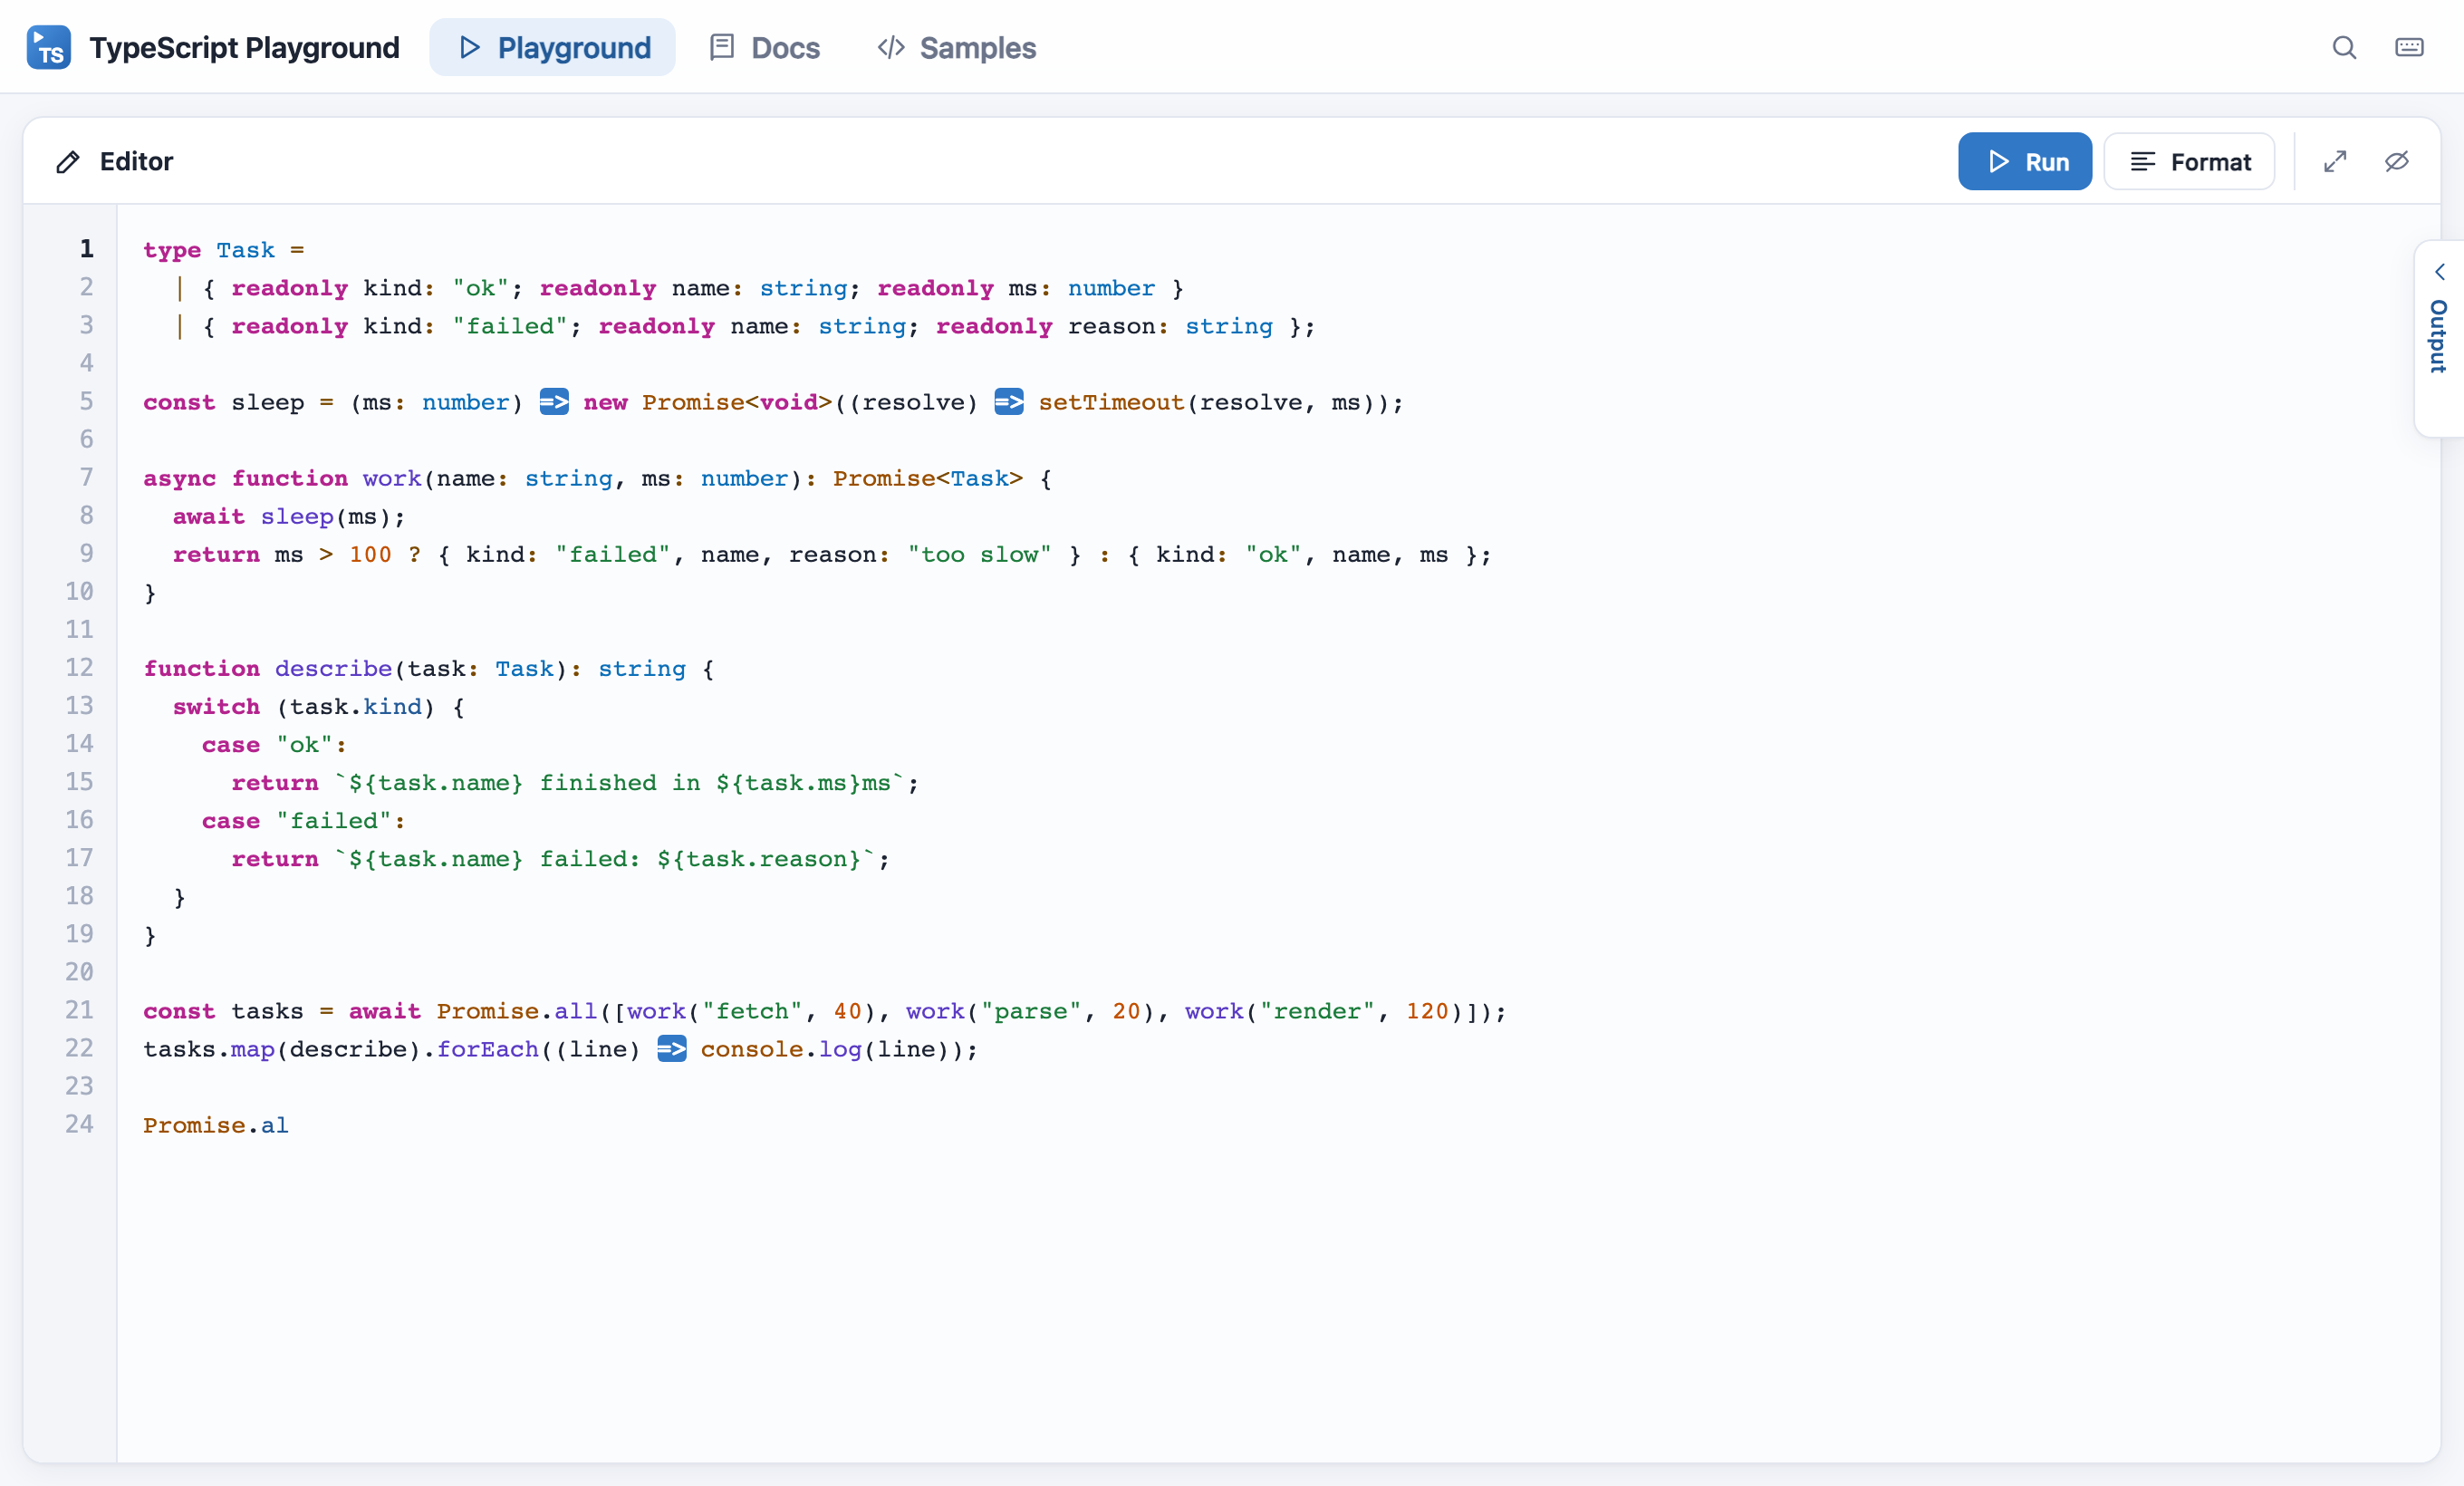 TS TypeScript Playground Playground Docs Samples
Editor Run Format
Output
1 type Task =
2   | { readonly kind: "ok"; readonly name: string; readonly ms: number }
3   | { readonly kind: "failed"; readonly name: string; readonly reason: string };
4
5 const sleep = (ms: number) => new Promise<void>((resolve) => setTimeout(resolve, ms));
6
7 async function work(name: string, ms: number): Promise<Task> {
8   await sleep(ms);
9   return ms > 100 ? { kind: "failed", name, reason: "too slow" } : { kind: "ok", name, ms };
10 }
11
12 function describe(task: Task): string {
13   switch (task.kind) {
14     case "ok":
15       return `${task.name} finished in ${task.ms}ms`;
16     case "failed":
17       return `${task.name} failed: ${task.reason}`;
18   }
19 }
20
21 const tasks = await Promise.all([work("fetch", 40), work("parse", 20), work("render", 120)]);
22 tasks.map(describe).forEach((line) => console.log(line));
23
24 Promise.al